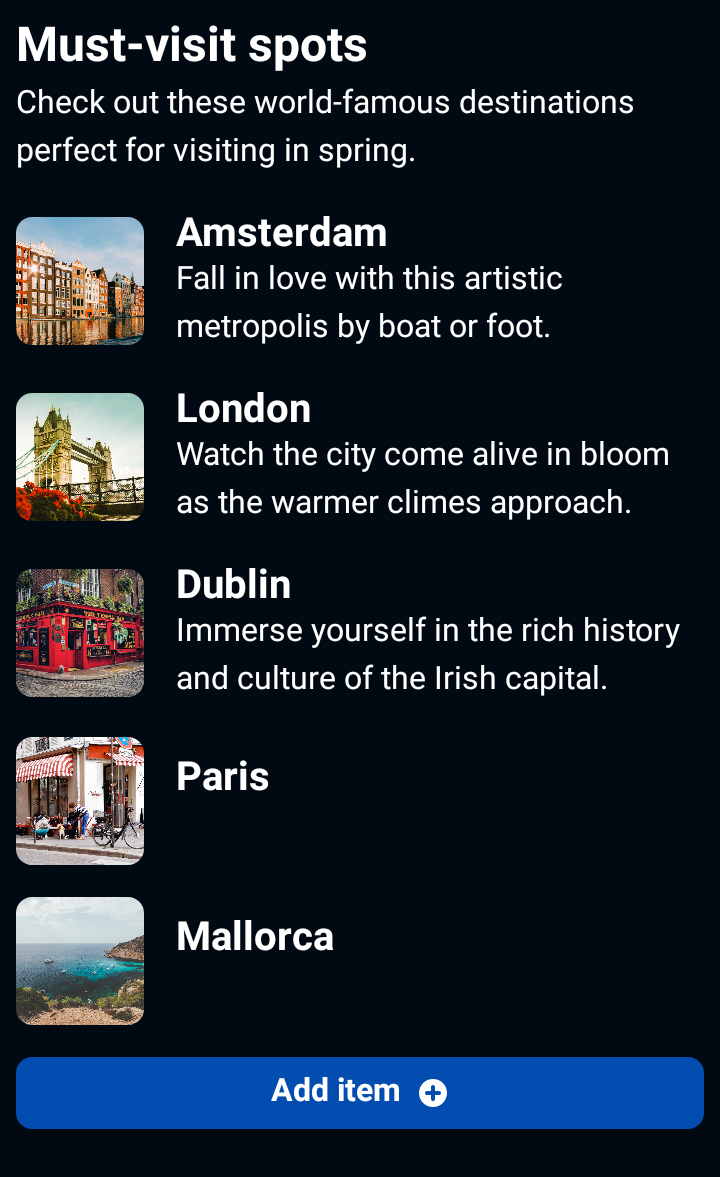 Must-visit spots
Check out these world-famous destinations
perfect for visiting in spring.
Amsterdam
Fall in love with this artistic
metropolis by boat or foot.
London
Watch the city come alive in bloom
as the warmer climes approach.
Dublin
Immerse yourself in the rich history
and culture of the Irish capital.
Paris
Mallorca
Add item